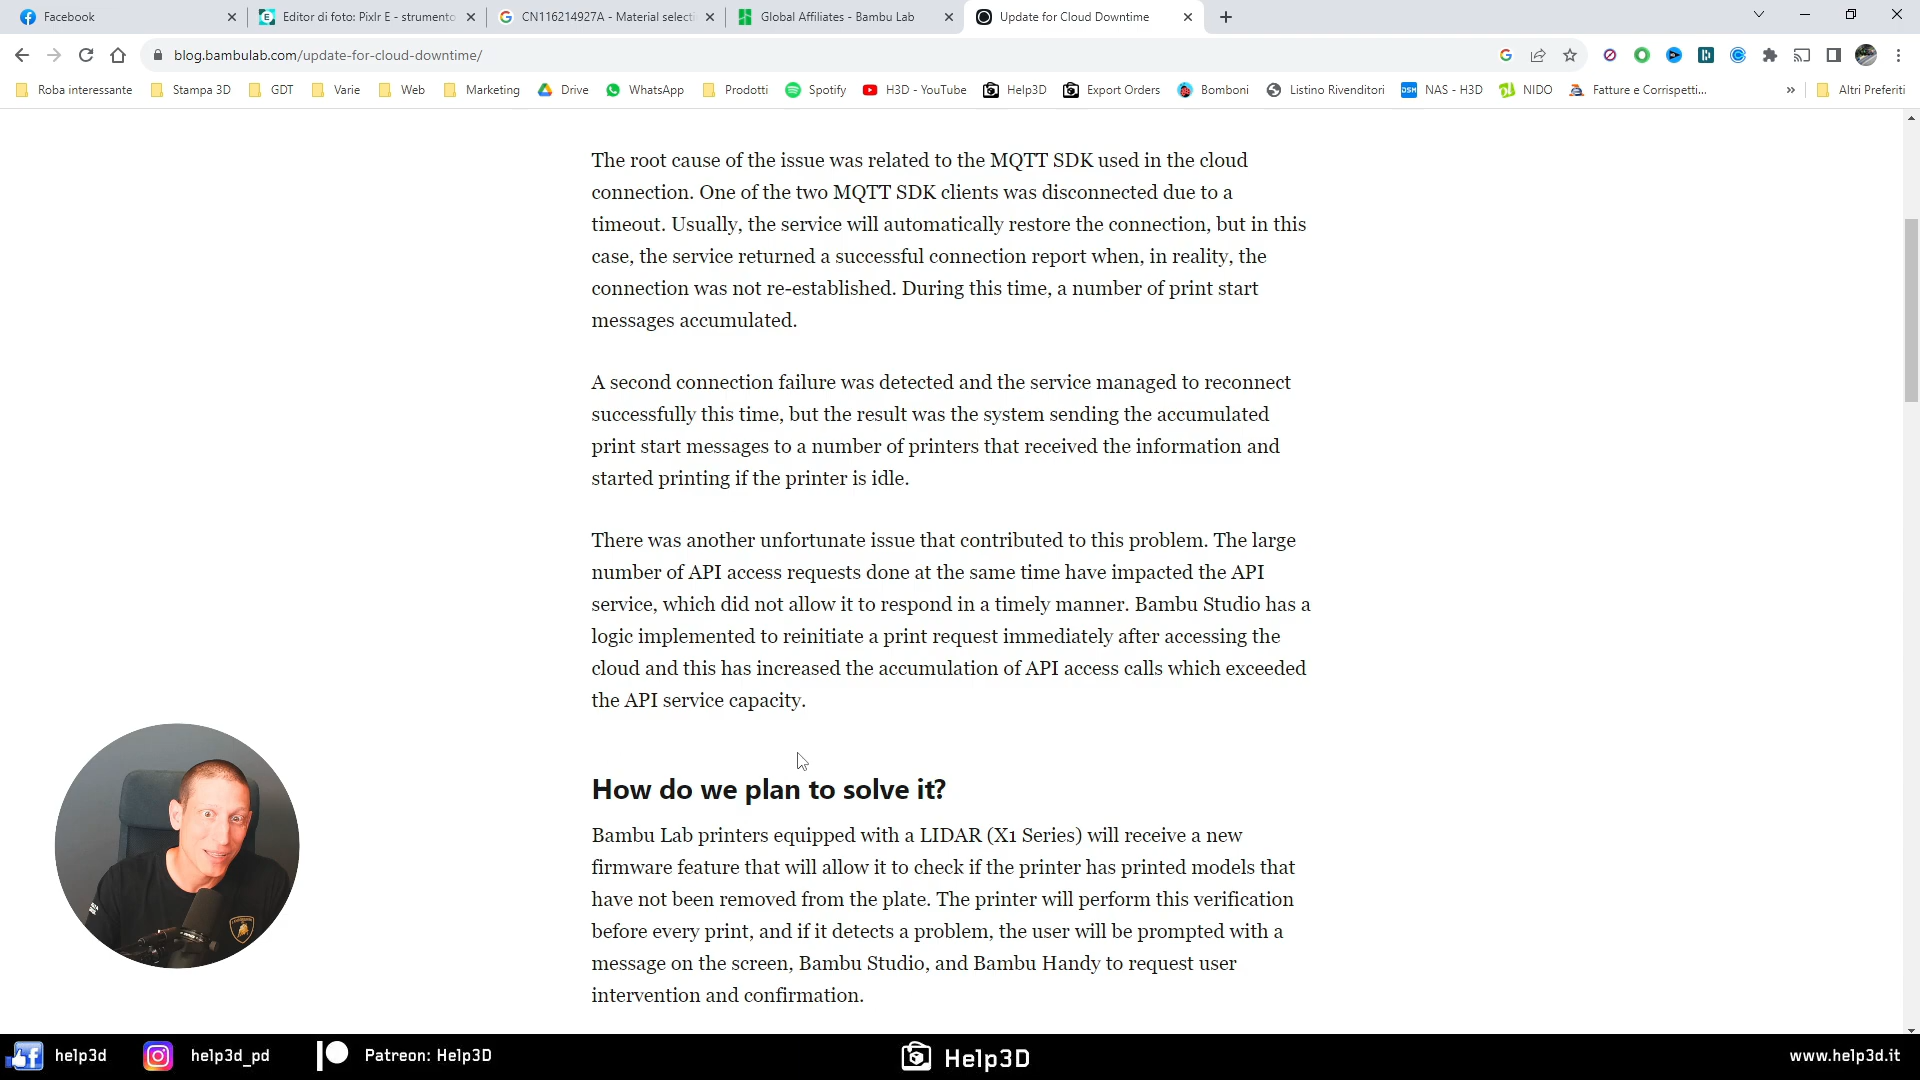 Facebook
Editor di foto: Pixlr E - strumento
CN116214927A - Material selecti
Global Affiliates - Bambu Lab
Update for Cloud Downtime
blog.bambulab.com/update-for-cloud-downtime/
Roba interessante
Stampa 3D
GDT
Varie
Web
Marketing
Drive
WhatsApp
Prodotti
Spotify
H3D - YouTube
Help3D
Export Orders
Bomboni
Listino Rivenditori
NAS - H3D
NIDO
Fatture e Corrispetti...
»
Altri Preferiti
The root cause of the issue was related to the MQTT SDK used in the cloud
connection. One of the two MQTT SDK clients was disconnected due to a
timeout. Usually, the service will automatically restore the connection, but in this
case, the service returned a successful connection report when, in reality, the
connection was not re-established. During this time, a number of print start
messages accumulated.
A second connection failure was detected and the service managed to reconnect
successfully this time, but the result was the system sending the accumulated
print start messages to a number of printers that received the information and
started printing if the printer is idle.
There was another unfortunate issue that contributed to this problem. The large
number of API access requests done at the same time have impacted the API
service, which did not allow it to respond in a timely manner. Bambu Studio has a
logic implemented to reinitiate a print request immediately after accessing the
cloud and this has increased the accumulation of API access calls which exceeded
the API service capacity.
How do we plan to solve it?
Bambu Lab printers equipped with a LIDAR (X1 Series) will receive a new
firmware feature that will allow it to check if the printer has printed models that
have not been removed from the plate. The printer will perform this verification
before every print, and if it detects a problem, the user will be prompted with a
message on the screen, Bambu Studio, and Bambu Handy to request user
intervention and confirmation.
help3d
help3d_pd
Patreon: Help3D
Help3D
www.help3d.it